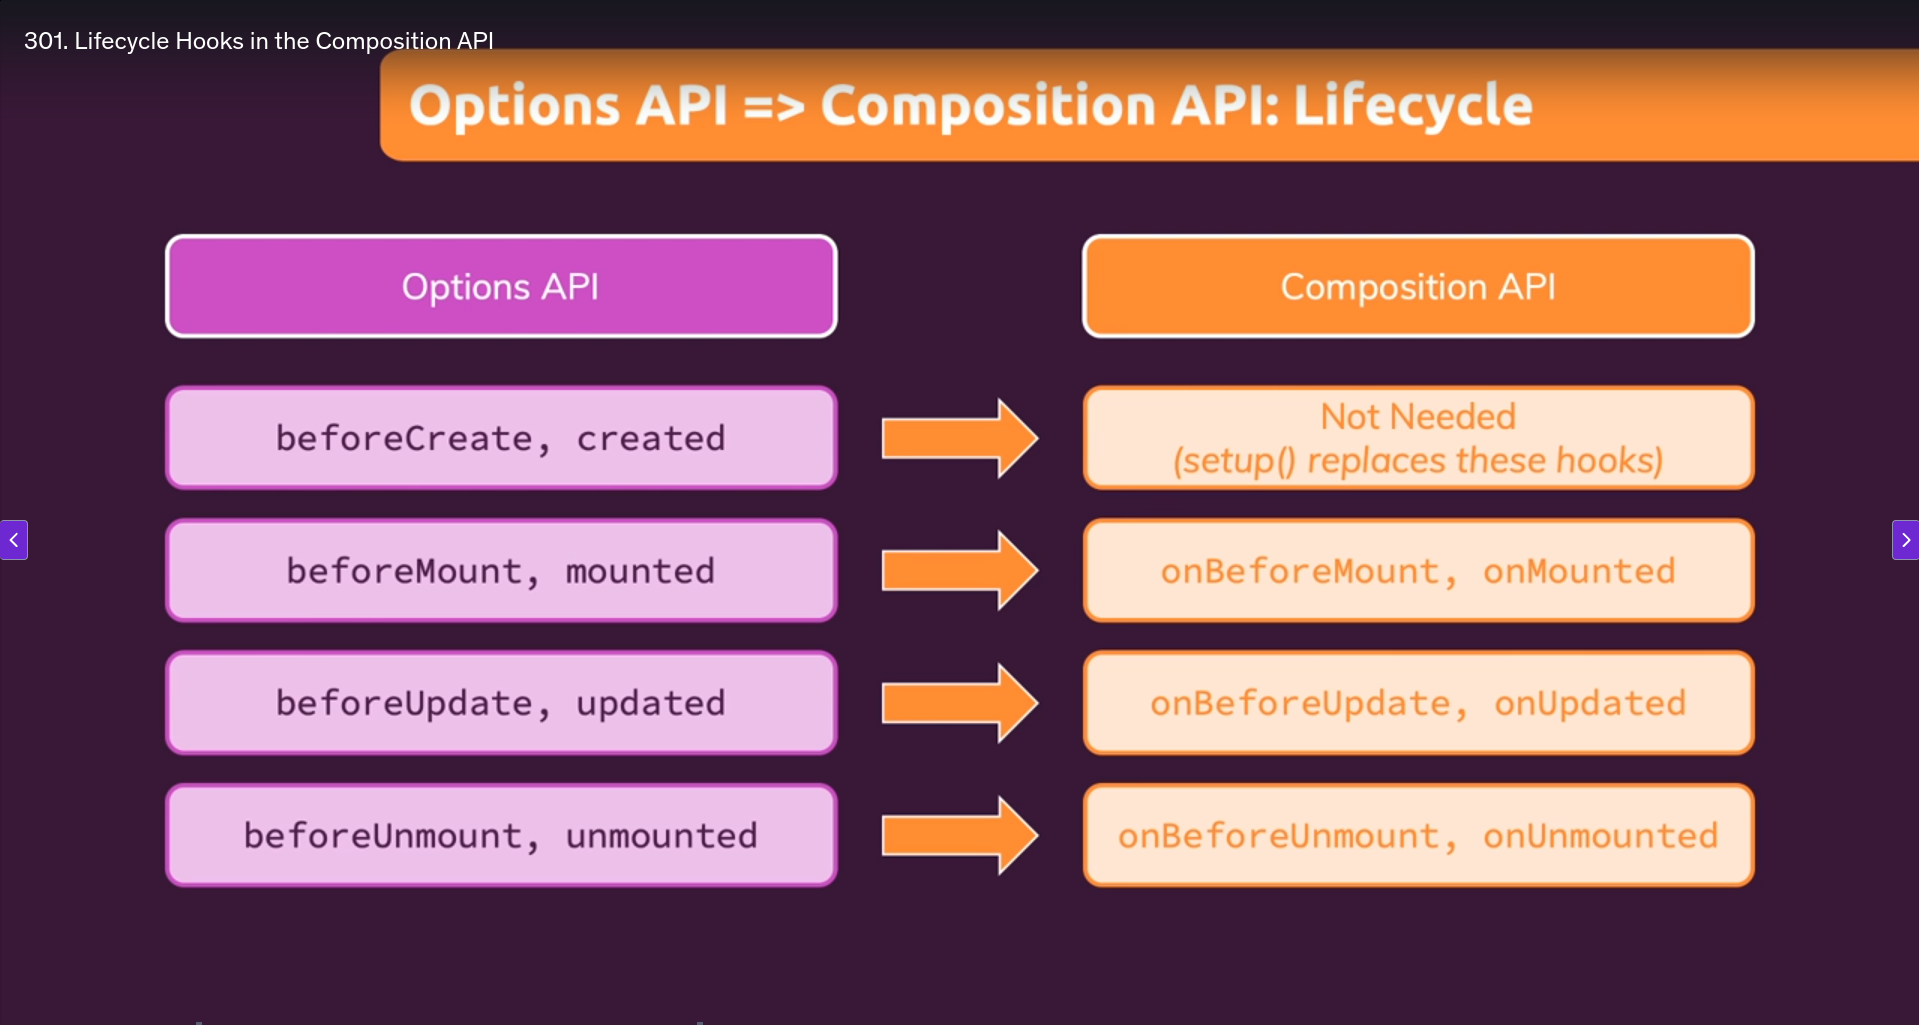 301. Lifecycle Hooks in the Composition API
Options API => Composition API: Lifecycle
Options API
Composition API
beforeCreate, created
Not Needed
(setup() replaces these hooks)
beforeMount, mounted
onBeforeMount, onMounted
beforeUpdate, updated
onBeforeUpdate, onUpdated
beforeUnmount, unmounted
onBeforeUnmount, onUnmounted